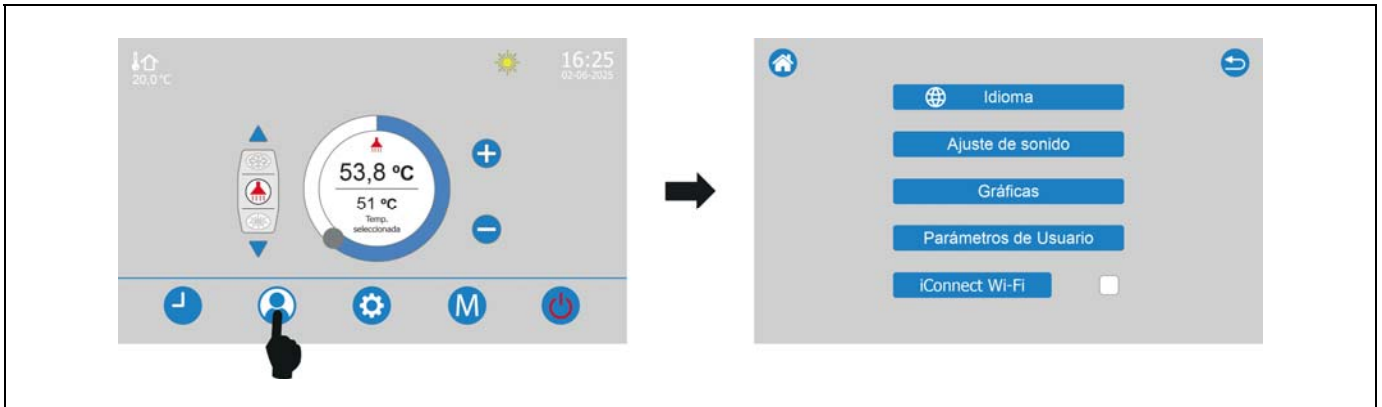 20,0 °C
16:25
02-06-2025
53,8 ºC
51 ºC
Temp.
seleccionada
M
Idioma
Ajuste de sonido
Gráficas
Parámetros de Usuario
iConnect Wi-Fi